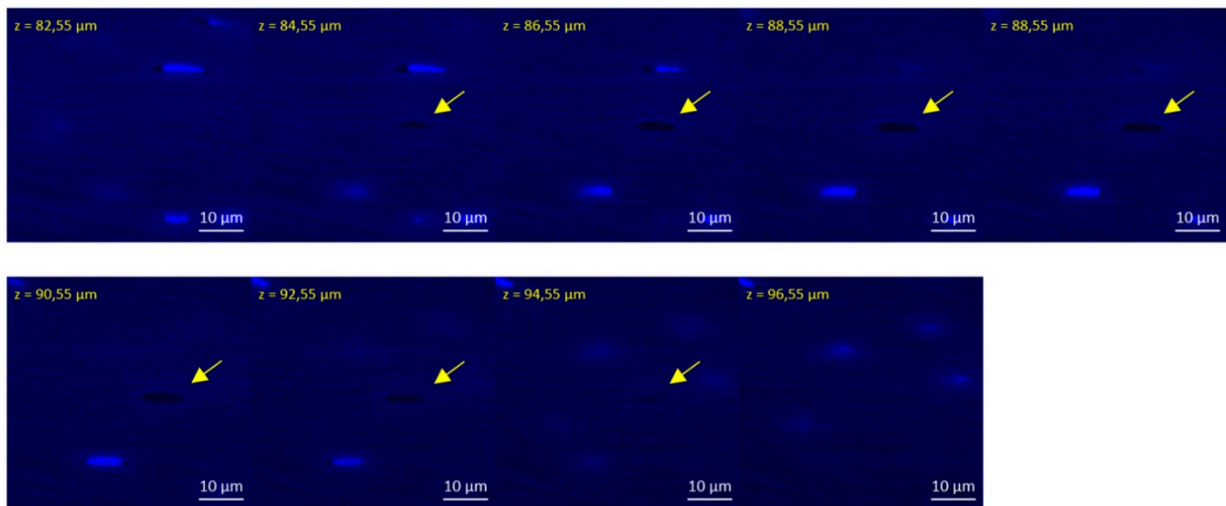 z = 82,55 µm
z = 84,55 µm
z = 86,55 µm
z = 88,55 µm
z = 88,55 µm
10 µm
10 µm
10 µm
10 µm
10 µm
z = 90,55 µm
z = 92,55 µm
z = 94,55 µm
z = 96,55 µm
10 µm
10 µm
10 µm
10 µm